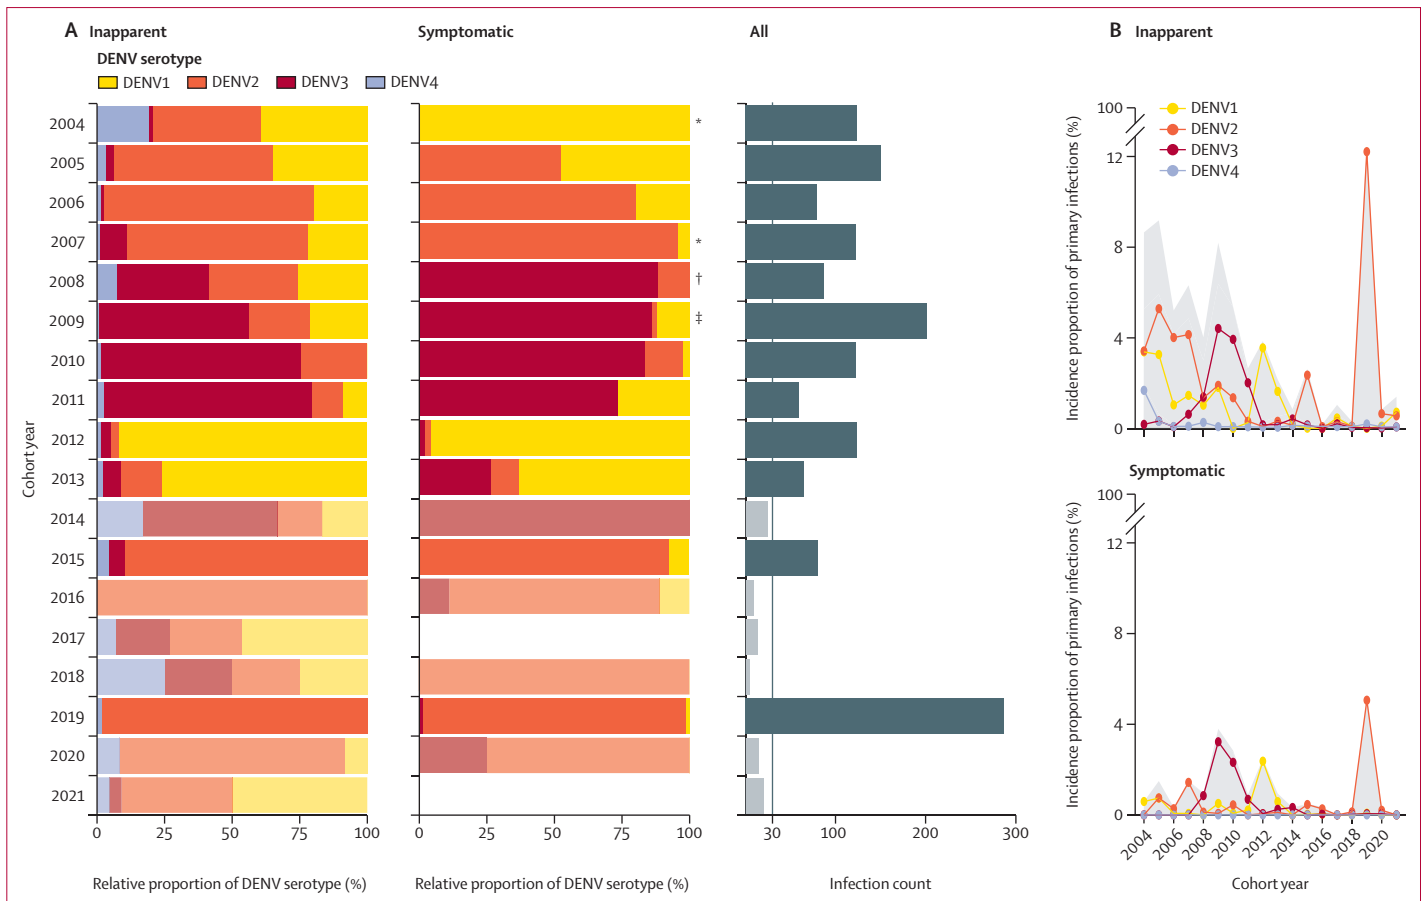 A Inapparent
Symptomatic
All
DENV serotype
DENV1 DENV2 DENV3 DENV4
Cohort year
2004
*
2005
2006
2007
*
2008
†
2009
‡
2010
2011
2012
2013
2014
2015
2016
2017
2018
2019
2020
2021
0 25 50 75 100
0 25 50 75 100
30 100 200 300
Relative proportion of DENV serotype (%)
Relative proportion of DENV serotype (%)
Infection count
B Inapparent
DENV1
DENV2
DENV3
DENV4
Incidence proportion of primary infections (%)
100
12
8
4
0
Symptomatic
Incidence proportion of primary infections (%)
100
12
8
4
0
2004 2006 2008 2010 2012 2014 2016 2018 2020
Cohort year